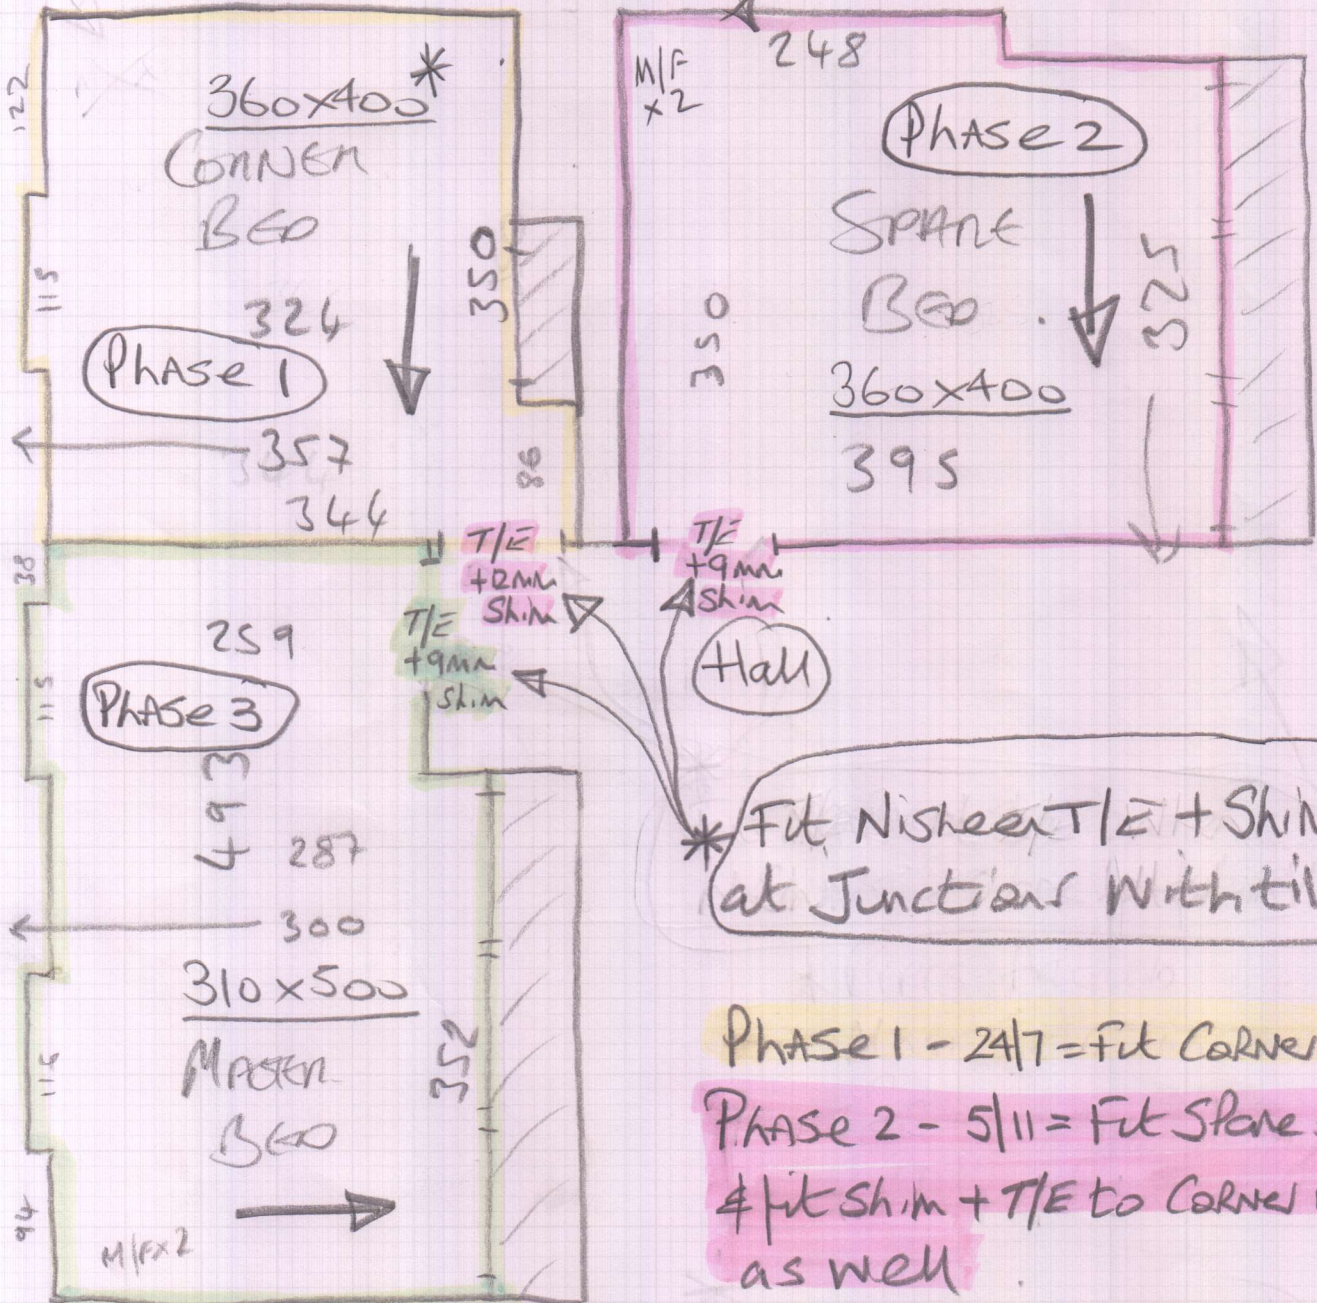 122
360x400*
CORNER
BED
115
324
350
Phase 1
357
344
86
T/E
+12mm
Shim
248
M/F
x2
Phase 2
SPARE
BED
350
325
360x400
395
T/E
+9mm
Shim
Hall
38
259
T/E
+9mm
Shim
115
Phase 3
493
287
300
310x500
MASTER
BED
352
116
94
M/Fx2
* Fit Nisheen T/E + Shim
at Junctions With til
Phase 1 - 24/7 = Fit Corner
Phase 2 - 5/11 = Fit Spare
& fit Shim + T/E to Corner
as well